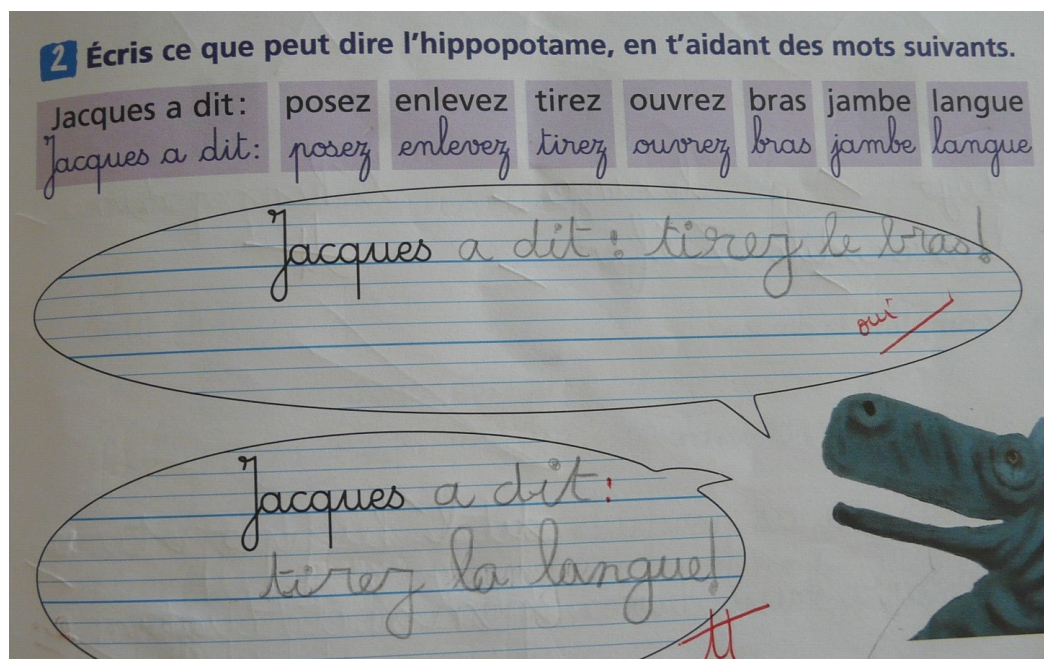 2 Écris ce que peut dire l'hippopotame, en t'aidant des mots suivants.
Jacques a dit : posez enlevez tirez ouvrez bras jambe langue
Jacques a dit : posez enlevez tirez ouvrez bras jambe langue
Jacques a dit : tirez le bras!
oui
Jacques a dit :
tirez la langue!